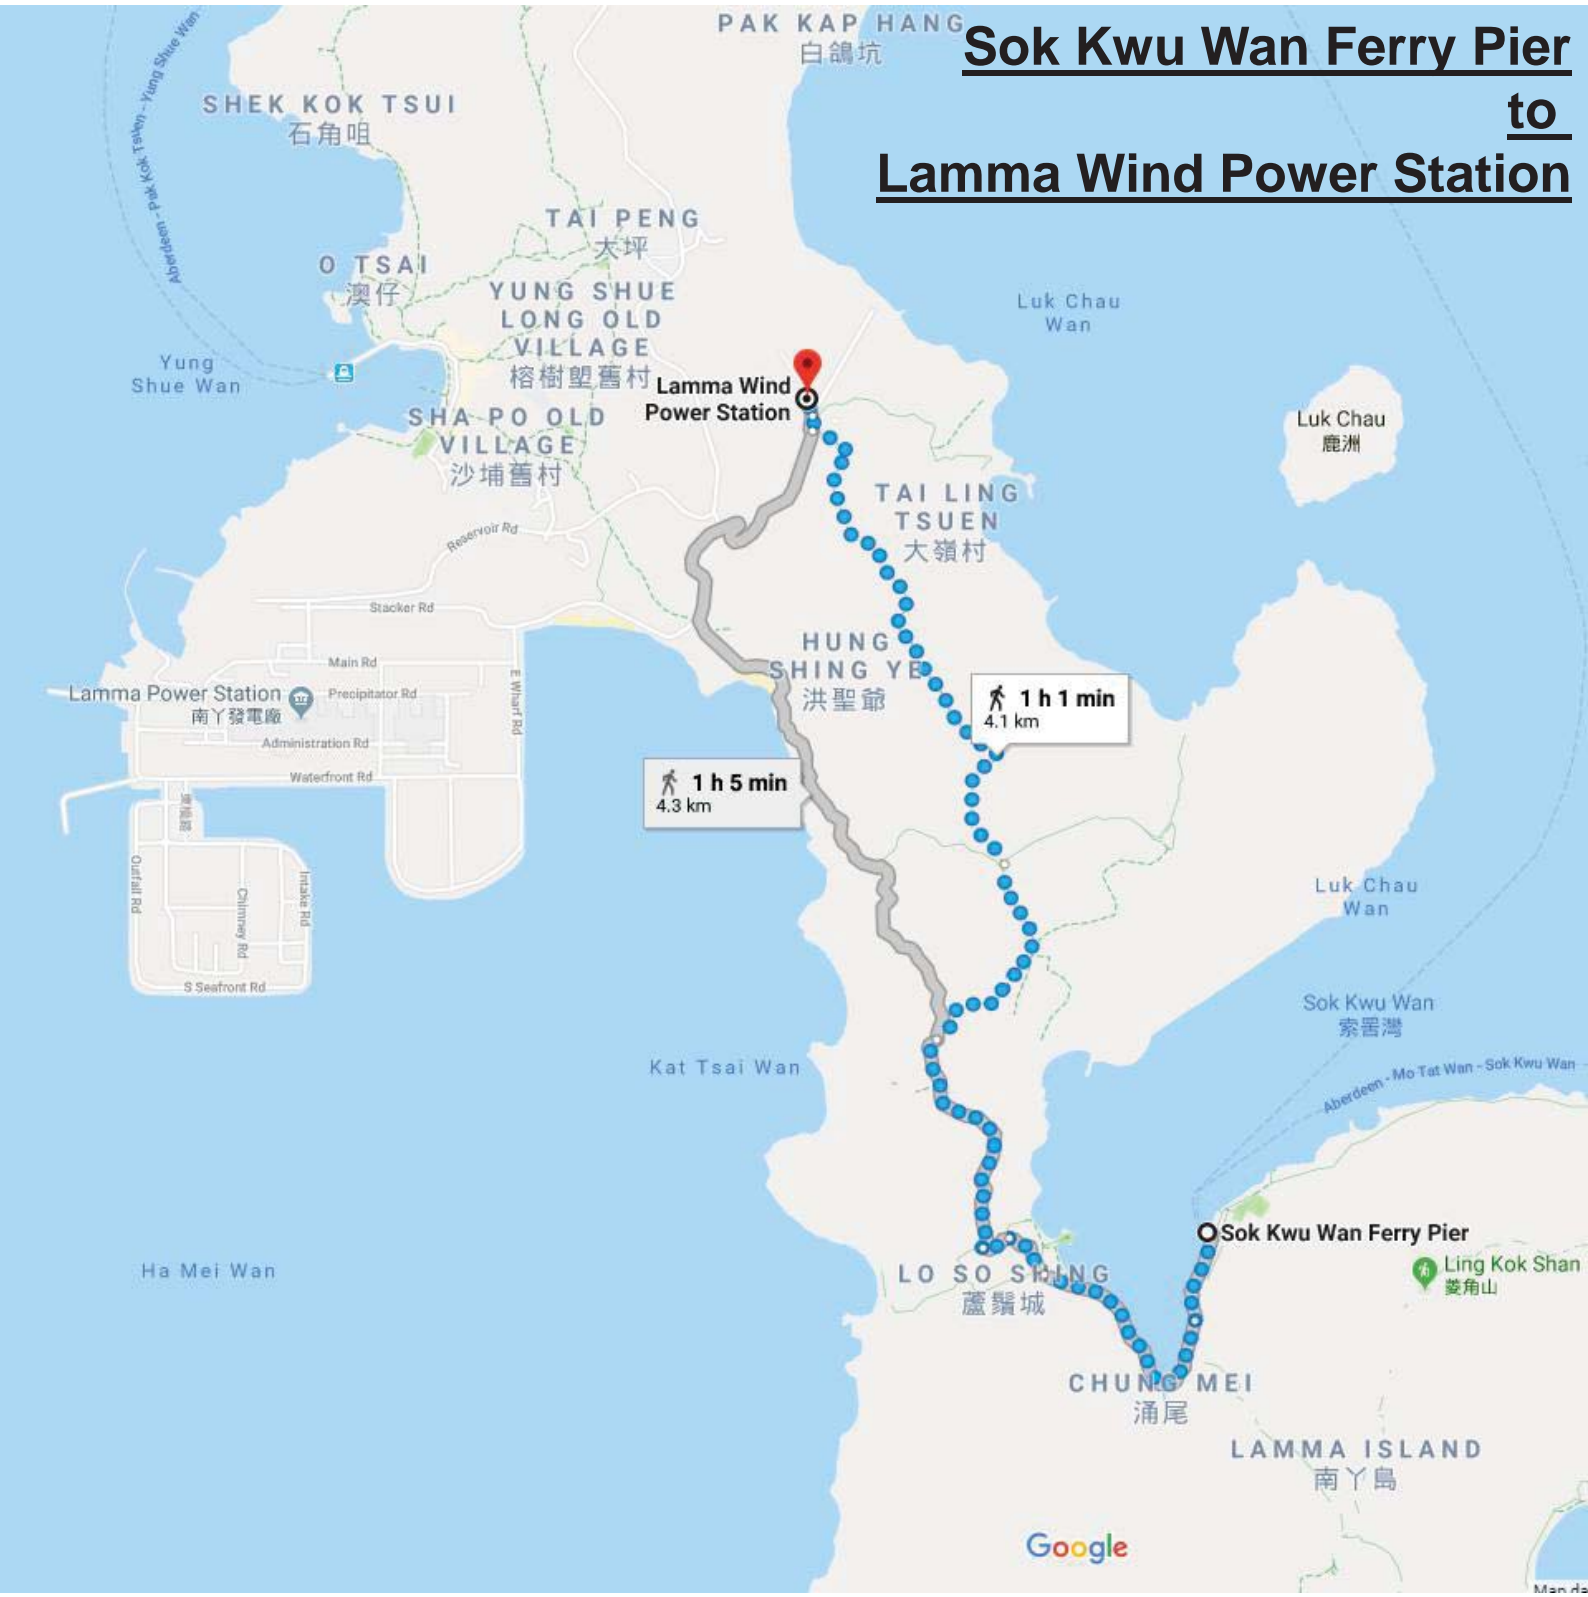 Sok Kwu Wan Ferry Pier
to
Lamma Wind Power Station
PAK KAP HANG
白鴿坑
Aberdeen - Pak Kok Tsuen - Yung Shue Wan
SHEK KOK TSUI
石角咀
TAI PENG
大坪
O TSAI
澳仔
YUNG SHUE
LONG OLD
VILLAGE
榕樹塱舊村
Luk Chau
Wan
Yung
Shue Wan
Lamma Wind
Power Station
SHA PO OLD
VILLAGE
沙埔舊村
Luk Chau
鹿洲
TAI LING
TSUEN
大嶺村
Reservoir Rd
Stacker Rd
HUNG
SHING YE
洪聖爺
Main Rd
E Wharf Rd
Lamma Power Station
南丫發電廠
Precipitator Rd
1 h 1 min
4.1 km
Administration Rd
Waterfront Rd
1 h 5 min
4.3 km
Outfall Rd
Chimney Rd
Intake Rd
S Seafront Rd
Luk Chau
Wan
Sok Kwu Wan
索罟灣
Kat Tsai Wan
Aberdeen - Mo Tat Wan - Sok Kwu Wan
Sok Kwu Wan Ferry Pier
Ha Mei Wan
LO SO SHING
蘆鬚城
Ling Kok Shan
菱角山
CHUNG MEI
涌尾
LAMMA ISLAND
南丫島
Google